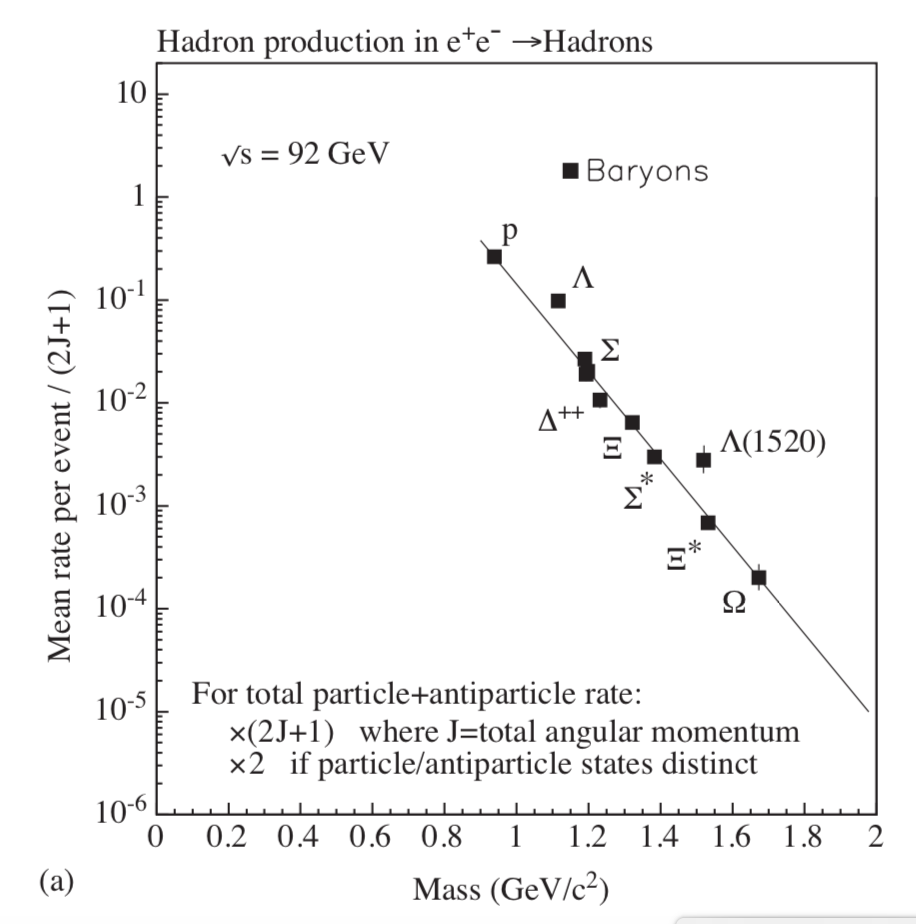 Hadron production in e⁺e⁻ →Hadrons
10
√s = 92 GeV
Baryons
1
p
10⁻¹
Λ
Σ
10⁻²
Δ⁺⁺
Ξ
Λ(1520)
Σ*
10⁻³
Ξ*
10⁻⁴
Ω
Mean rate per event / (2J+1)
For total particle+antiparticle rate:
10⁻⁵
×(2J+1) where J=total angular momentum
×2 if particle/antiparticle states distinct
10⁻⁶
0 0.2 0.4 0.6 0.8 1 1.2 1.4 1.6 1.8 2
(a)
Mass (GeV/c²)